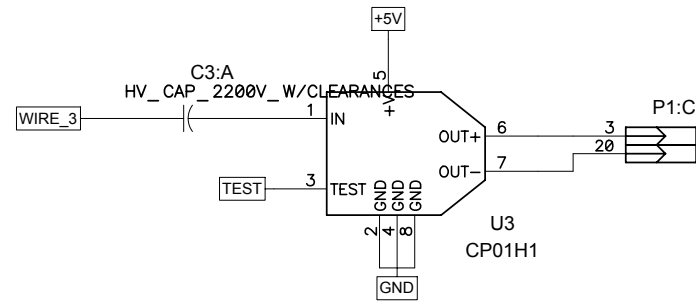 +5V
C3:A
HV_CAP_2200V_W/CLEARANCES
5
+V
P1:C
WIRE_3
1
IN
OUT+
6
3
20
OUT-
7
TEST
3
TEST
GND
GND
GND
2
4
8
U3
CP01H1
GND